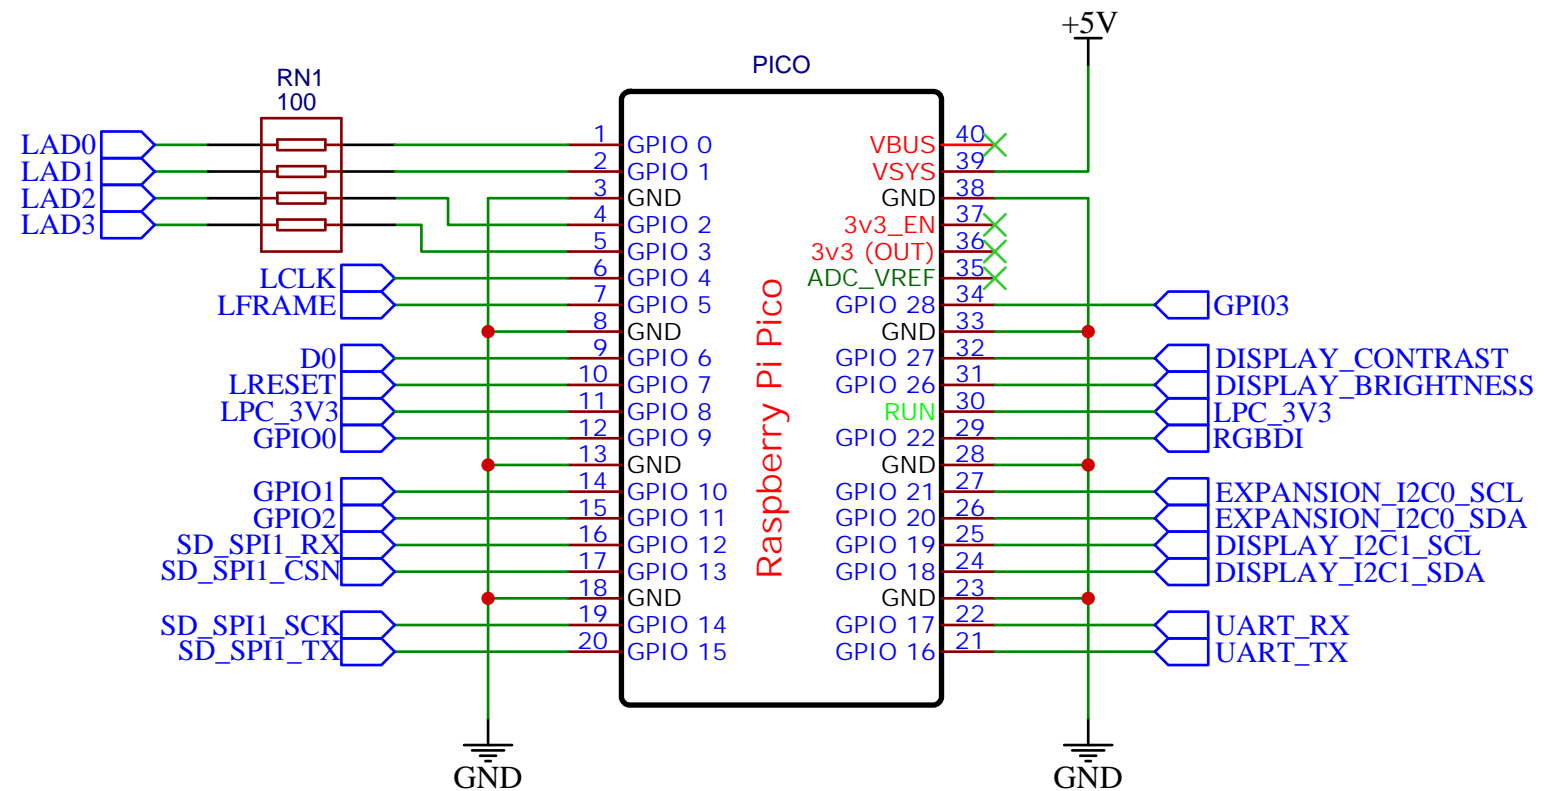 +5V
PICO
RN1
100
LAD0 1 GPIO 0 VBUS 40
LAD1 2 GPIO 1 VSYS 39
LAD2 3 GND GND 38
LAD3 4 GPIO 2 3v3_EN 37
5 GPIO 3 3v3 (OUT) 36
LCLK 6 GPIO 4 ADC_VREF 35
LFRAME 7 GPIO 5 GPIO 28 34 GPI03
8 GND GND 33
D0 9 GPIO 6 GPIO 27 32 DISPLAY_CONTRAST
LRESET 10 GPIO 7 GPIO 26 31 DISPLAY_BRIGHTNESS
LPC_3V3 11 GPIO 8 RUN 30 LPC_3V3
GPIO0 12 GPIO 9 GPIO 22 29 RGBDI
13 GND GND 28
GPIO1 14 GPIO 10 GPIO 21 27 EXPANSION_I2C0_SCL
GPIO2 15 GPIO 11 GPIO 20 26 EXPANSION_I2C0_SDA
SD_SPI1_RX 16 GPIO 12 GPIO 19 25 DISPLAY_I2C1_SCL
SD_SPI1_CSN 17 GPIO 13 GPIO 18 24 DISPLAY_I2C1_SDA
18 GND GND 23
SD_SPI1_SCK 19 GPIO 14 GPIO 17 22 UART_RX
SD_SPI1_TX 20 GPIO 15 GPIO 16 21 UART_TX
Raspberry Pi Pico
GND
GND